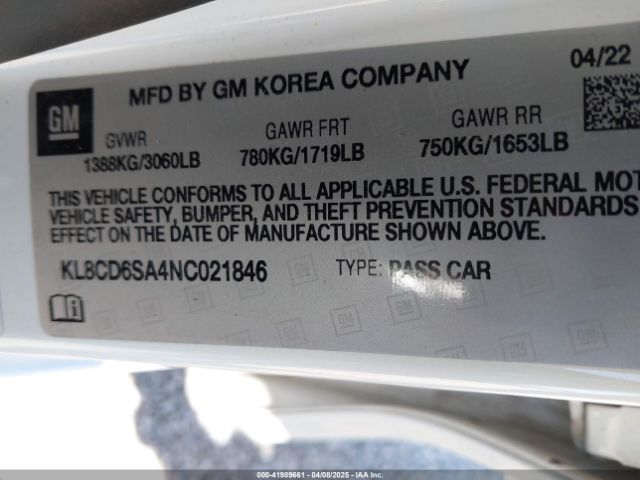 MFD BY GM KOREA COMPANY 04/22
GM
GVWR GAWR FRT GAWR RR
1388KG/3060LB 780KG/1719LB 750KG/1653LB
THIS VEHICLE CONFORMS TO ALL APPLICABLE U.S. FEDERAL MOT
VEHICLE SAFETY, BUMPER, AND THEFT PREVENTION STANDARDS
EFFECT ON THE DATE OF MANUFACTURE SHOWN ABOVE.
KL8CD6SA4NC021846 TYPE: PASS CAR
000-41989661 - 04/08/2025 - IAAI.COM